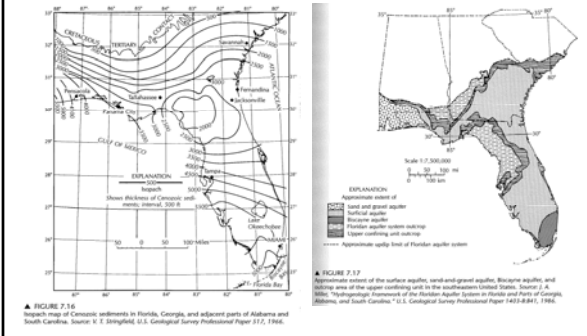 CRETACEOUS
CONTACT
TERTIARY
Savannah
ATLANTIC OCEAN
Fernandina
Jacksonville
Pensacola
Tallahassee
Panama City
GULF OF MEXICO
EXPLANATION
500
Isopach
Shows thickness of Cenozoic sedi-
ments; interval, 500 ft
Tampa
Lake
Okeechobee
MIAMI
Florida Bay
50 0 50 100 Miles
▲ FIGURE 7.16
Isopach map of Cenozoic sediments in Florida, Georgia, and adjacent parts of Alabama and
South Carolina. Source: V. T. Stringfield, U.S. Geological Survey Professional Paper 517, 1966.
Scale 1:7,500,000
0 50 100 mi
0 100 km
EXPLANATION
Approximate extent of
Sand and gravel aquifer
Surficial aquifer
Biscayne aquifer
Floridan aquifer system outcrop
Upper confining unit outcrop
Approximate updip limit of Floridan aquifer system
▲ FIGURE 7.17
Approximate extent of the surface aquifer, sand-and-gravel aquifer, Biscayne aquifer, and
outcrop area of the upper confining unit in the southeastern United States. Source: J. A.
Miller, "Hydrogeologic Framework of the Floridan Aquifer System in Florida and Parts of Georgia,
Alabama, and South Carolina." U.S. Geological Survey Professional Paper 1403-B:B41, 1986.